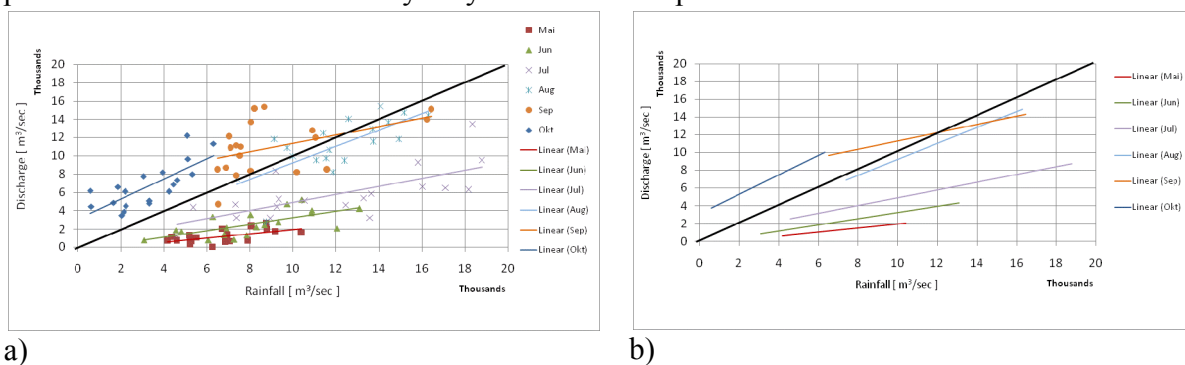 Thousands
20
18
16
14
12
10
8
6
4
2
0
Discharge [ m³/sec ]
0 2 4 6 8 10 12 14 16 18 20
Rainfall [ m³/sec ]
Thousands
Mai
Jun
Jul
Aug
Sep
Okt
Linear (Mai)
Linear (Jun)
Linear (Jul)
Linear (Aug)
Linear (Sep)
Linear (Okt)
a)
Thousands
20
18
16
14
12
10
8
6
4
2
0
Discharge [ m³/sec ]
0 2 4 6 8 10 12 14 16 18 20
Rainfall [ m³/sec ]
Thousands
Linear (Mai)
Linear (Jun)
Linear (Jul)
Linear (Aug)
Linear (Sep)
Linear (Okt)
b)